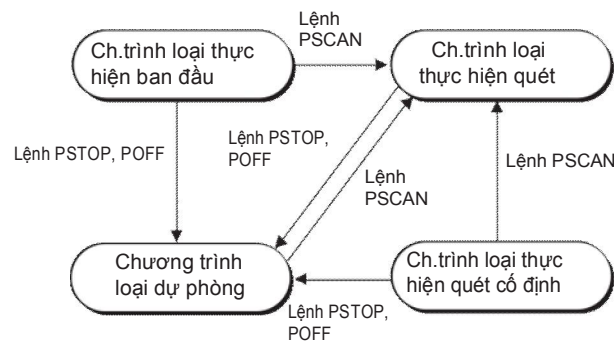 Lệnh
PSCAN
Ch.trình loại thực
hiện ban đầu
Ch.trình loại
thực hiện quét
Lệnh PSTOP, POFF
Lệnh PSTOP,
POFF
Lệnh
PSCAN
Lệnh PSCAN
Chương trình
loại dự phòng
Ch.trình loại thực
hiện quét cố định
Lệnh PSTOP,
POFF